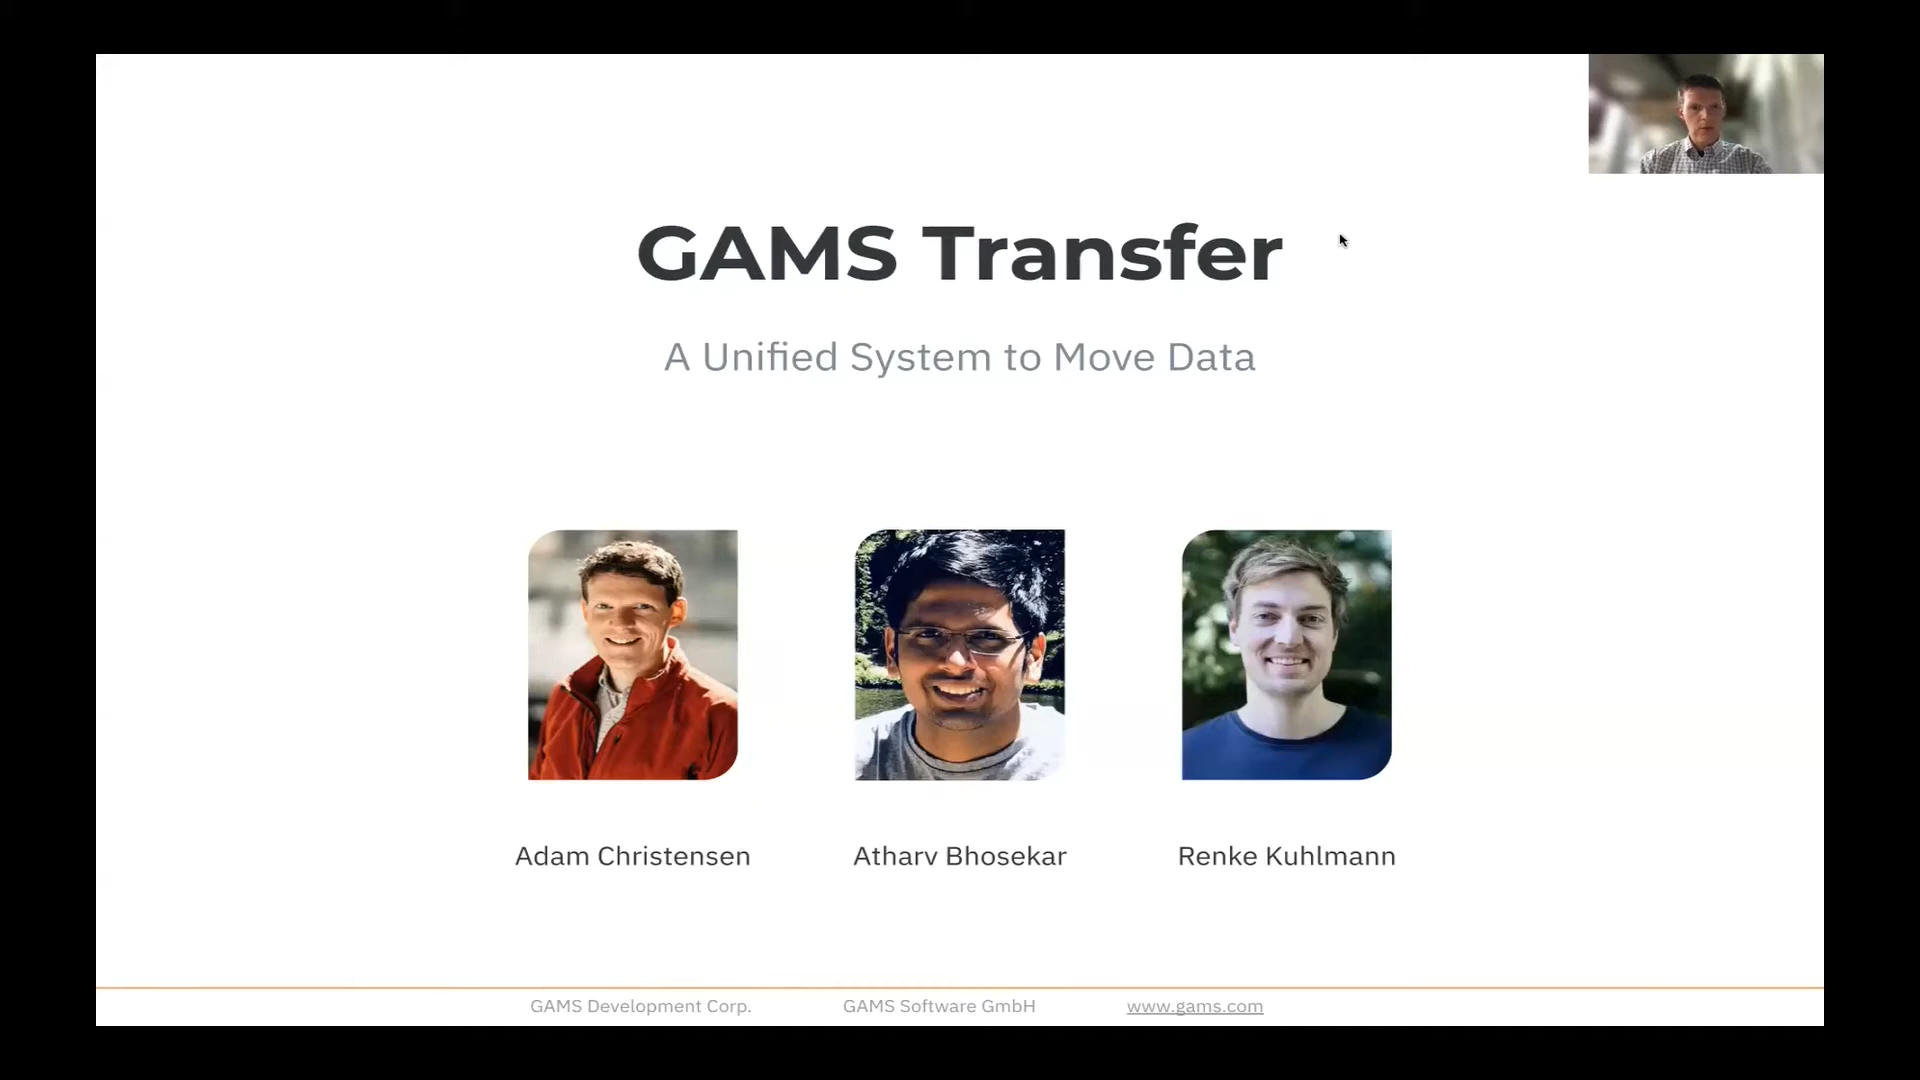 GAMS Transfer
A Unified System to Move Data
Adam Christensen
Atharv Bhosekar
Renke Kuhlmann
GAMS Development Corp.
GAMS Software GmbH
www.gams.com